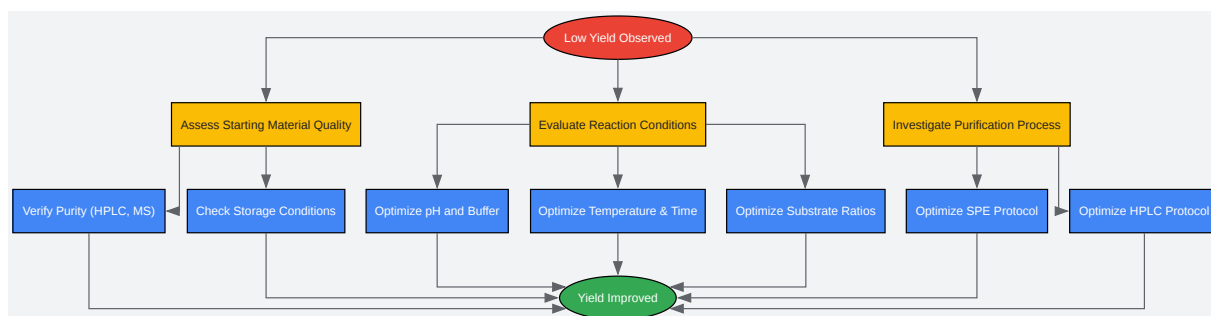 Low Yield Observed
Assess Starting Material Quality
Evaluate Reaction Conditions
Investigate Purification Process
Verify Purity (HPLC, MS)
Check Storage Conditions
Optimize pH and Buffer
Optimize Temperature & Time
Optimize Substrate Ratios
Optimize SPE Protocol
Optimize HPLC Protocol
Yield Improved